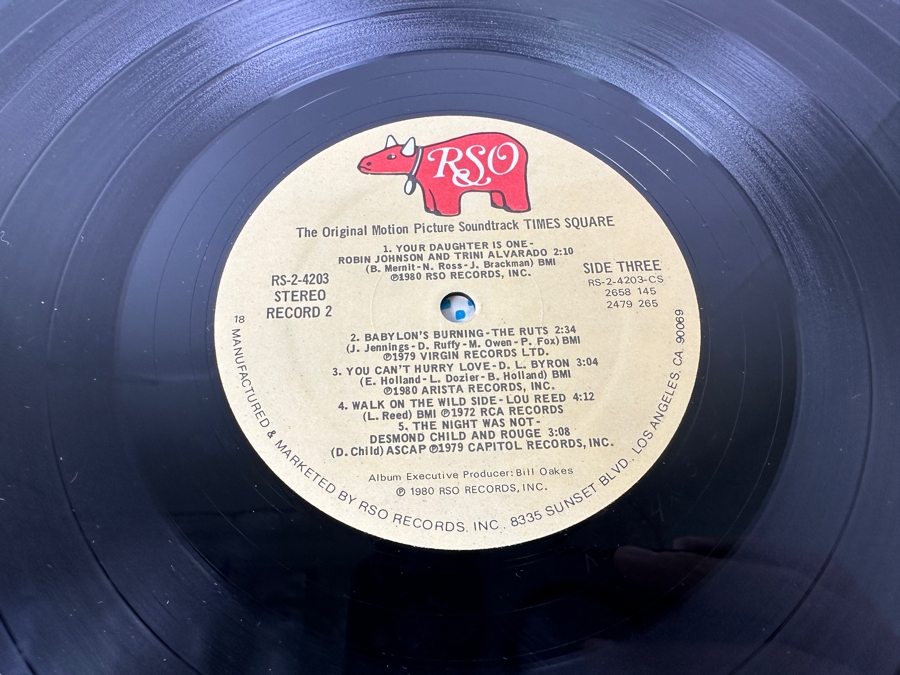 RSO
The Original Motion Picture Soundtrack TIMES SQUARE
1. YOUR DAUGHTER IS ONE-
ROBIN JOHNSON AND TRINI ALVARADO 2:10
(B. Mernit-N. Ross-J. Brackman) BMI
℗1980 RSO RECORDS, INC.
RS-2-4203
STEREO
RECORD 2
SIDE THREE
RS-2-4203-CS
2658 145
2479 265
2. BABYLON'S BURNING-THE RUTS 2:34
(J. Jennings-D. Ruffy-M. Owen-P. Fox) BMI
℗1979 VIRGIN RECORDS LTD.
3. YOU CAN'T HURRY LOVE-D. L. BYRON 3:04
(E. Holland-L. Dozier-B. Holland) BMI
℗1980 ARISTA RECORDS, INC.
4. WALK ON THE WILD SIDE-LOU REED 4:12
(L. Reed) BMI ℗1972 RCA RECORDS
5. THE NIGHT WAS NOT-
DESMOND CHILD AND ROUGE 3:08
(D. Child) ASCAP ℗1979 CAPITOL RECORDS, INC.
Album Executive Producer: Bill Oakes
℗ 1980 RSO RECORDS, INC.
18 MANUFACTURED & MARKETED BY RSO RECORDS, INC., 8335 SUNSET BLVD., LOS ANGELES, CA. 90069